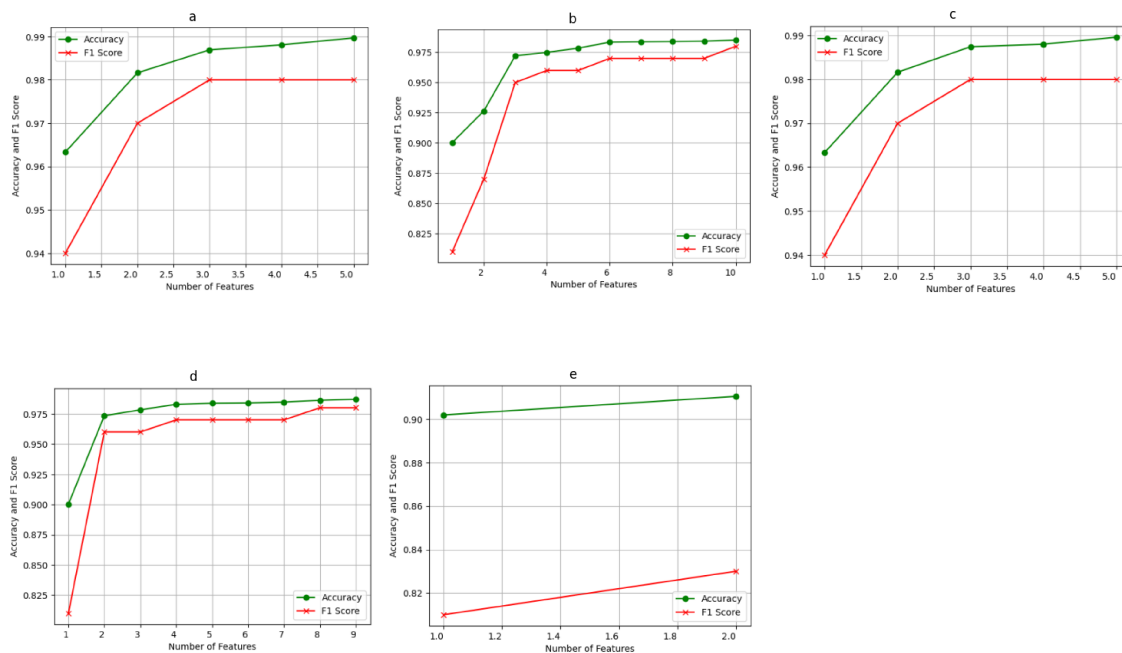 a
0.99
0.98
0.97
0.96
0.95
0.94
Accuracy and F1 Score
Accuracy
F1 Score
1.0 1.5 2.0 2.5 3.0 3.5 4.0 4.5 5.0
Number of Features
b
0.975
0.950
0.925
0.900
0.875
0.850
0.825
Accuracy and F1 Score
Accuracy
F1 Score
2 4 6 8 10
Number of Features
c
0.99
0.98
0.97
0.96
0.95
0.94
Accuracy and F1 Score
Accuracy
F1 Score
1.0 1.5 2.0 2.5 3.0 3.5 4.0 4.5 5.0
Number of Features
d
0.975
0.950
0.925
0.900
0.875
0.850
0.825
Accuracy and F1 Score
Accuracy
F1 Score
1 2 3 4 5 6 7 8 9
Number of Features
e
0.90
0.88
0.86
0.84
0.82
Accuracy and F1 Score
Accuracy
F1 Score
1.0 1.2 1.4 1.6 1.8 2.0
Number of Features